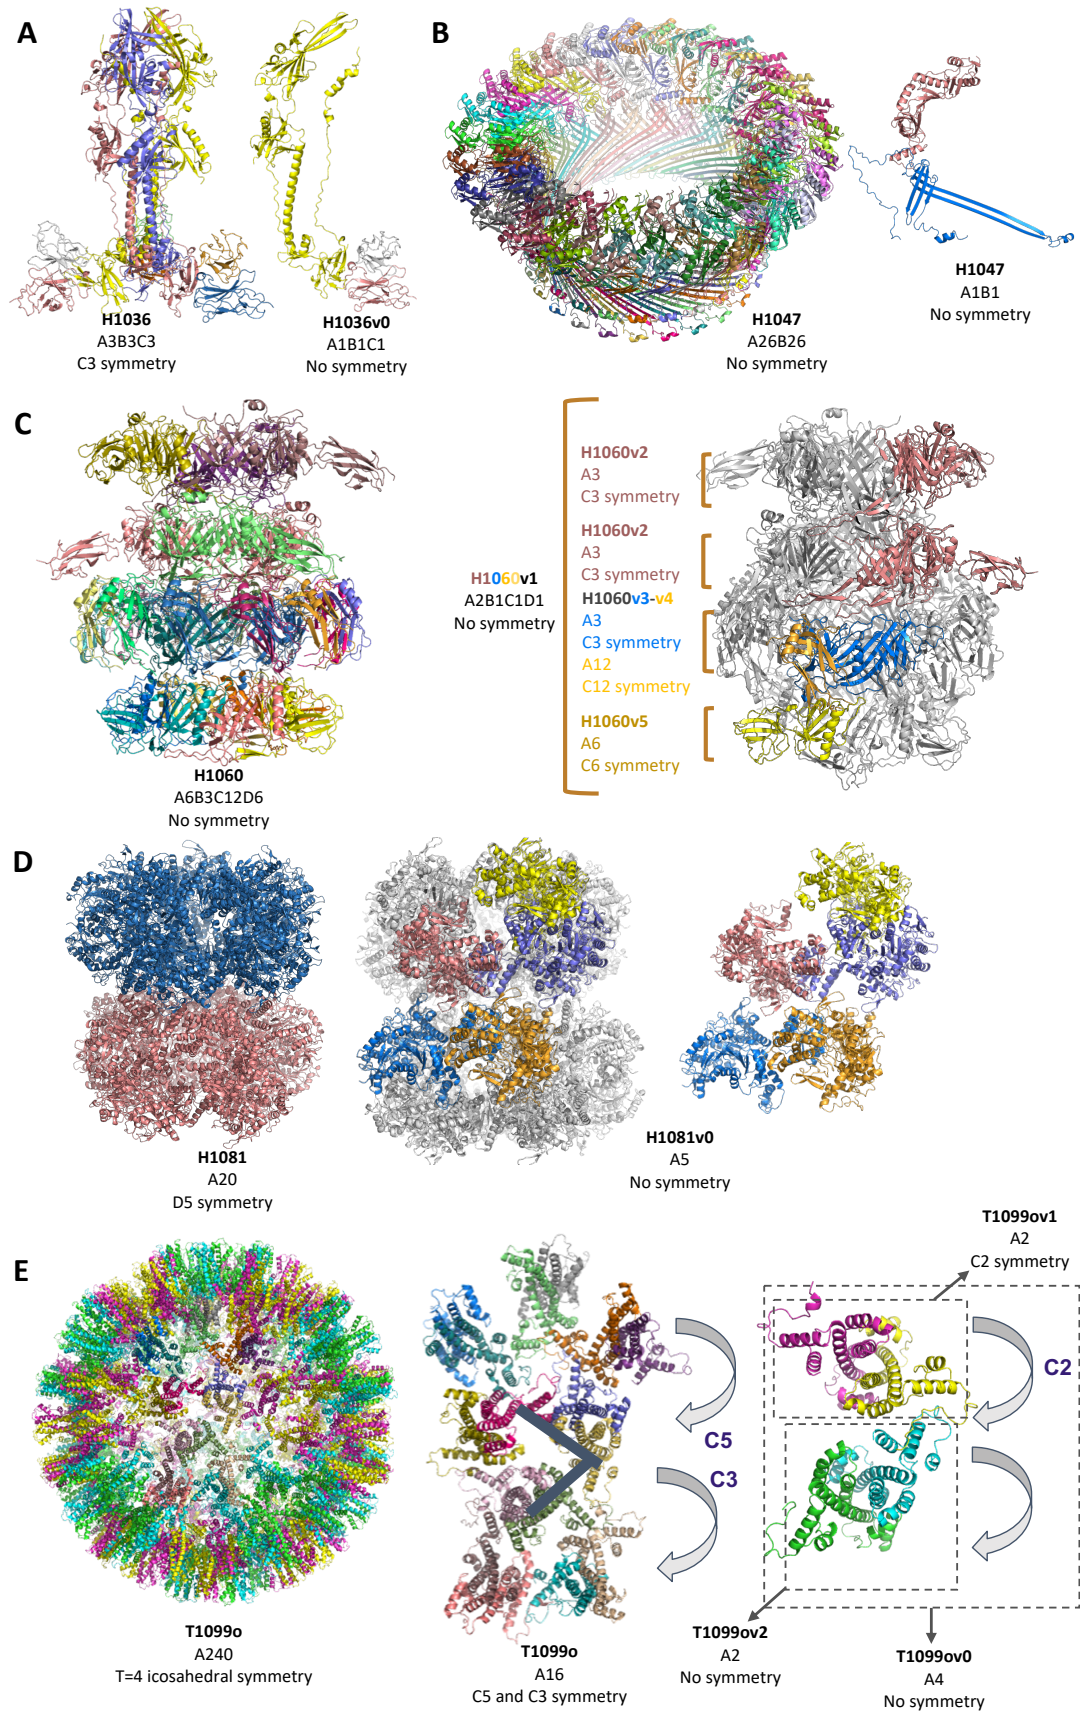 A
H1036
A3B3C3
C3 symmetry
H1036v0
A1B1C1
No symmetry
B
H1047
A26B26
No symmetry
H1047
A1B1
No symmetry
C
H1060
A6B3C12D6
No symmetry
H1060v1
A2B1C1D1
No symmetry
H1060v2
A3
C3 symmetry
H1060v2
A3
C3 symmetry
H1060v3-v4
A3
C3 symmetry
A12
C12 symmetry
H1060v5
A6
C6 symmetry
D
H1081
A20
D5 symmetry
H1081v0
A5
No symmetry
E
T1099o
A240
T=4 icosahedral symmetry
C5
C3
T1099o
A16
C5 and C3 symmetry
T1099ov1
A2
C2 symmetry
C2
T1099ov2
A2
No symmetry
T1099ov0
A4
No symmetry